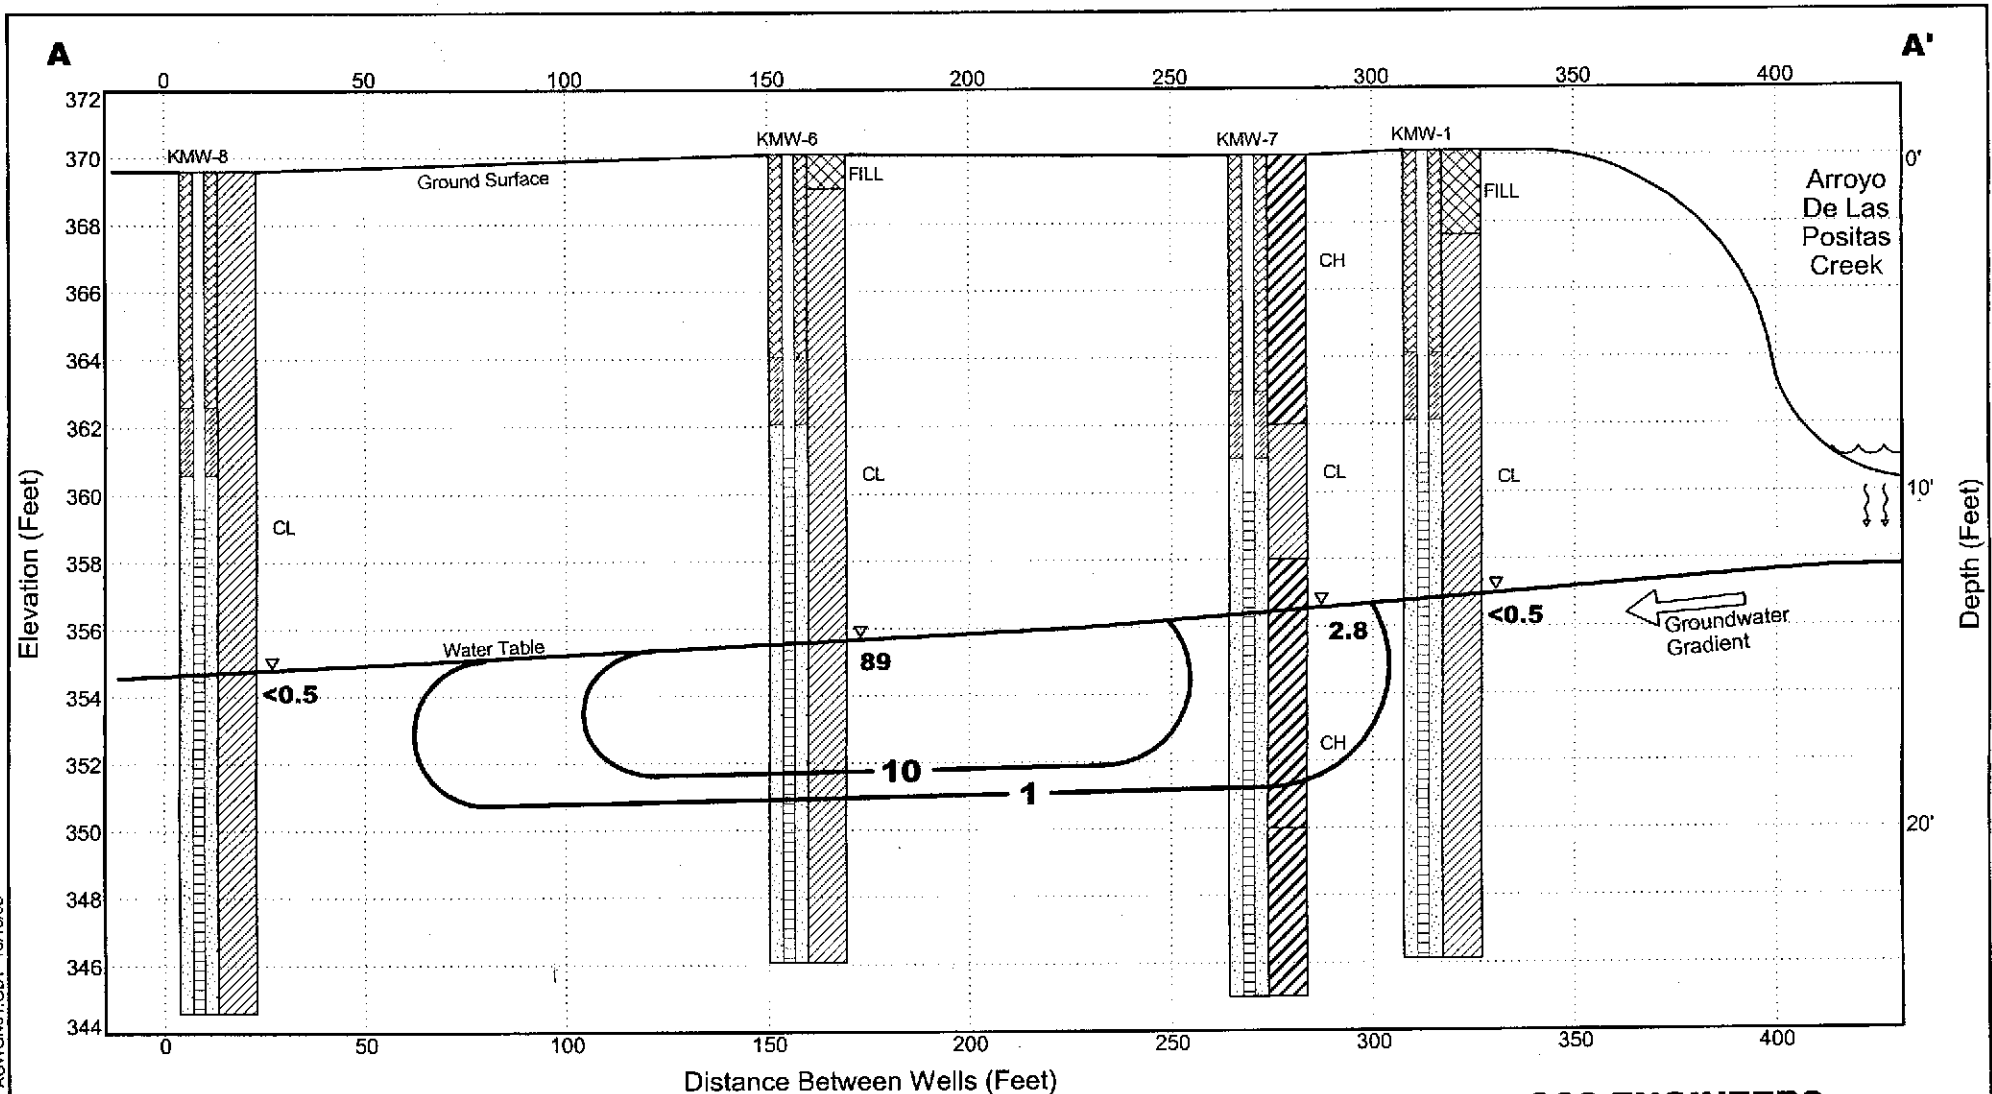 A
A'
0 50 100 150 200 250 300 350 400
372
370
368
366
364
362
360
358
356
354
352
350
348
346
344
Elevation (Feet)
KMW-8
KMW-6
KMW-7
KMW-1
Ground Surface
FILL
FILL
CH
CL
CL
CL
CL
CH
Arroyo
De Las
Positas
Creek
0'
10'
20'
Depth (Feet)
Water Table
<0.5
89
2.8
<0.5
Groundwater
Gradient
10
1
0 50 100 150 200 250 300 350 400
Distance Between Wells (Feet)